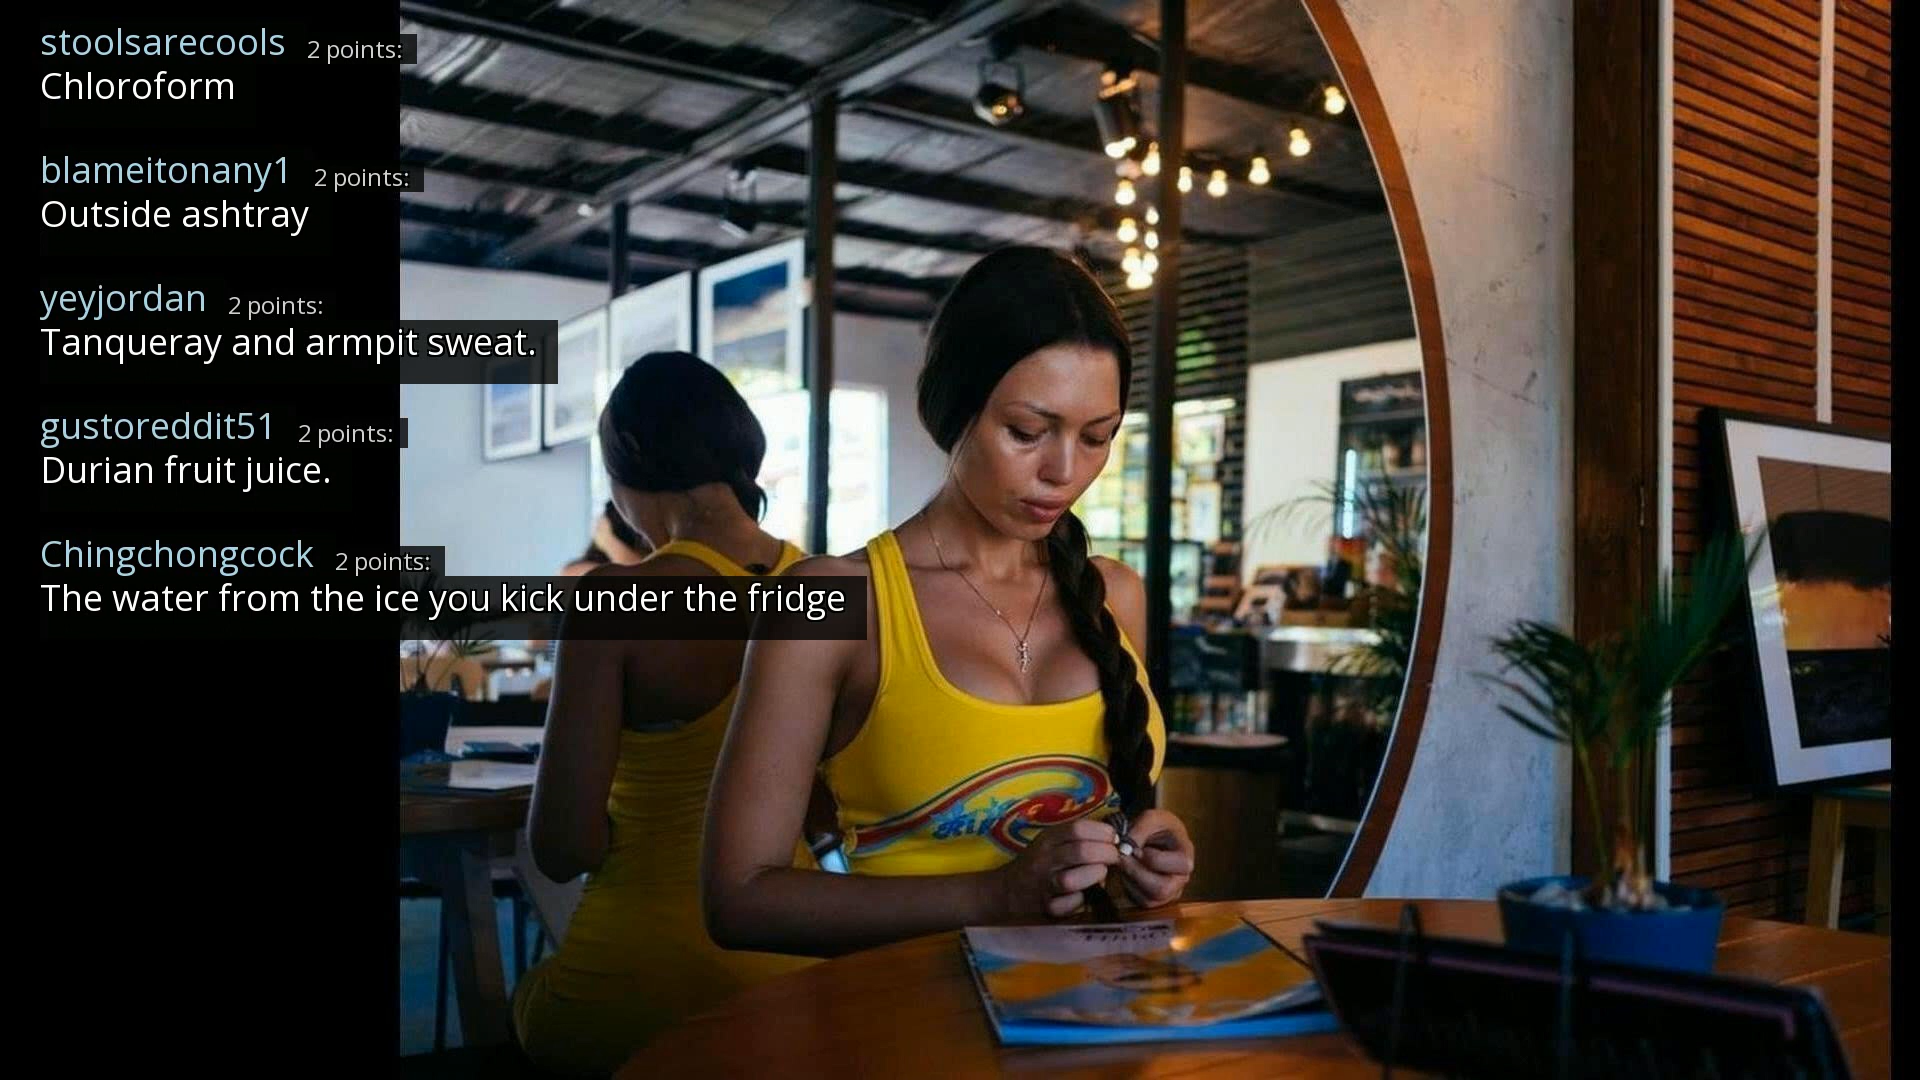 stoolsarecools 2 points:
Chloroform
blameitonany1 2 points:
Outside ashtray
yeyjordan 2 points:
Tanqueray and armpit sweat.
gustoreddit51 2 points:
Durian fruit juice.
Chingchongcock 2 points:
The water from the ice you kick under the fridge